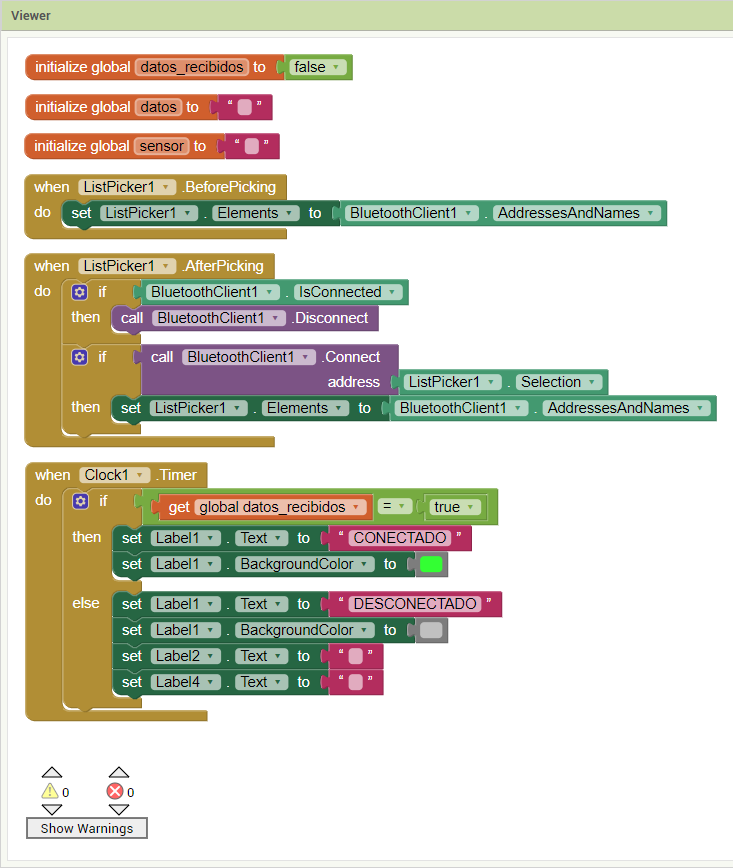 Viewer
initialize global datos_recibidos to false
initialize global datos to “ ”
initialize global sensor to “ ”
when ListPicker1 .BeforePicking
do set ListPicker1 . Elements to BluetoothClient1 . AddressesAndNames
when ListPicker1 .AfterPicking
do if BluetoothClient1 . IsConnected
then call BluetoothClient1 .Disconnect
if call BluetoothClient1 .Connect
address ListPicker1 . Selection
then set ListPicker1 . Elements to BluetoothClient1 . AddressesAndNames
when Clock1 .Timer
do if get global datos_recibidos = true
then set Label1 . Text to “ CONECTADO ”
set Label1 . BackgroundColor to
else set Label1 . Text to “ DESCONECTADO ”
set Label1 . BackgroundColor to
set Label2 . Text to “ ”
set Label4 . Text to “ ”
0 0
Show Warnings